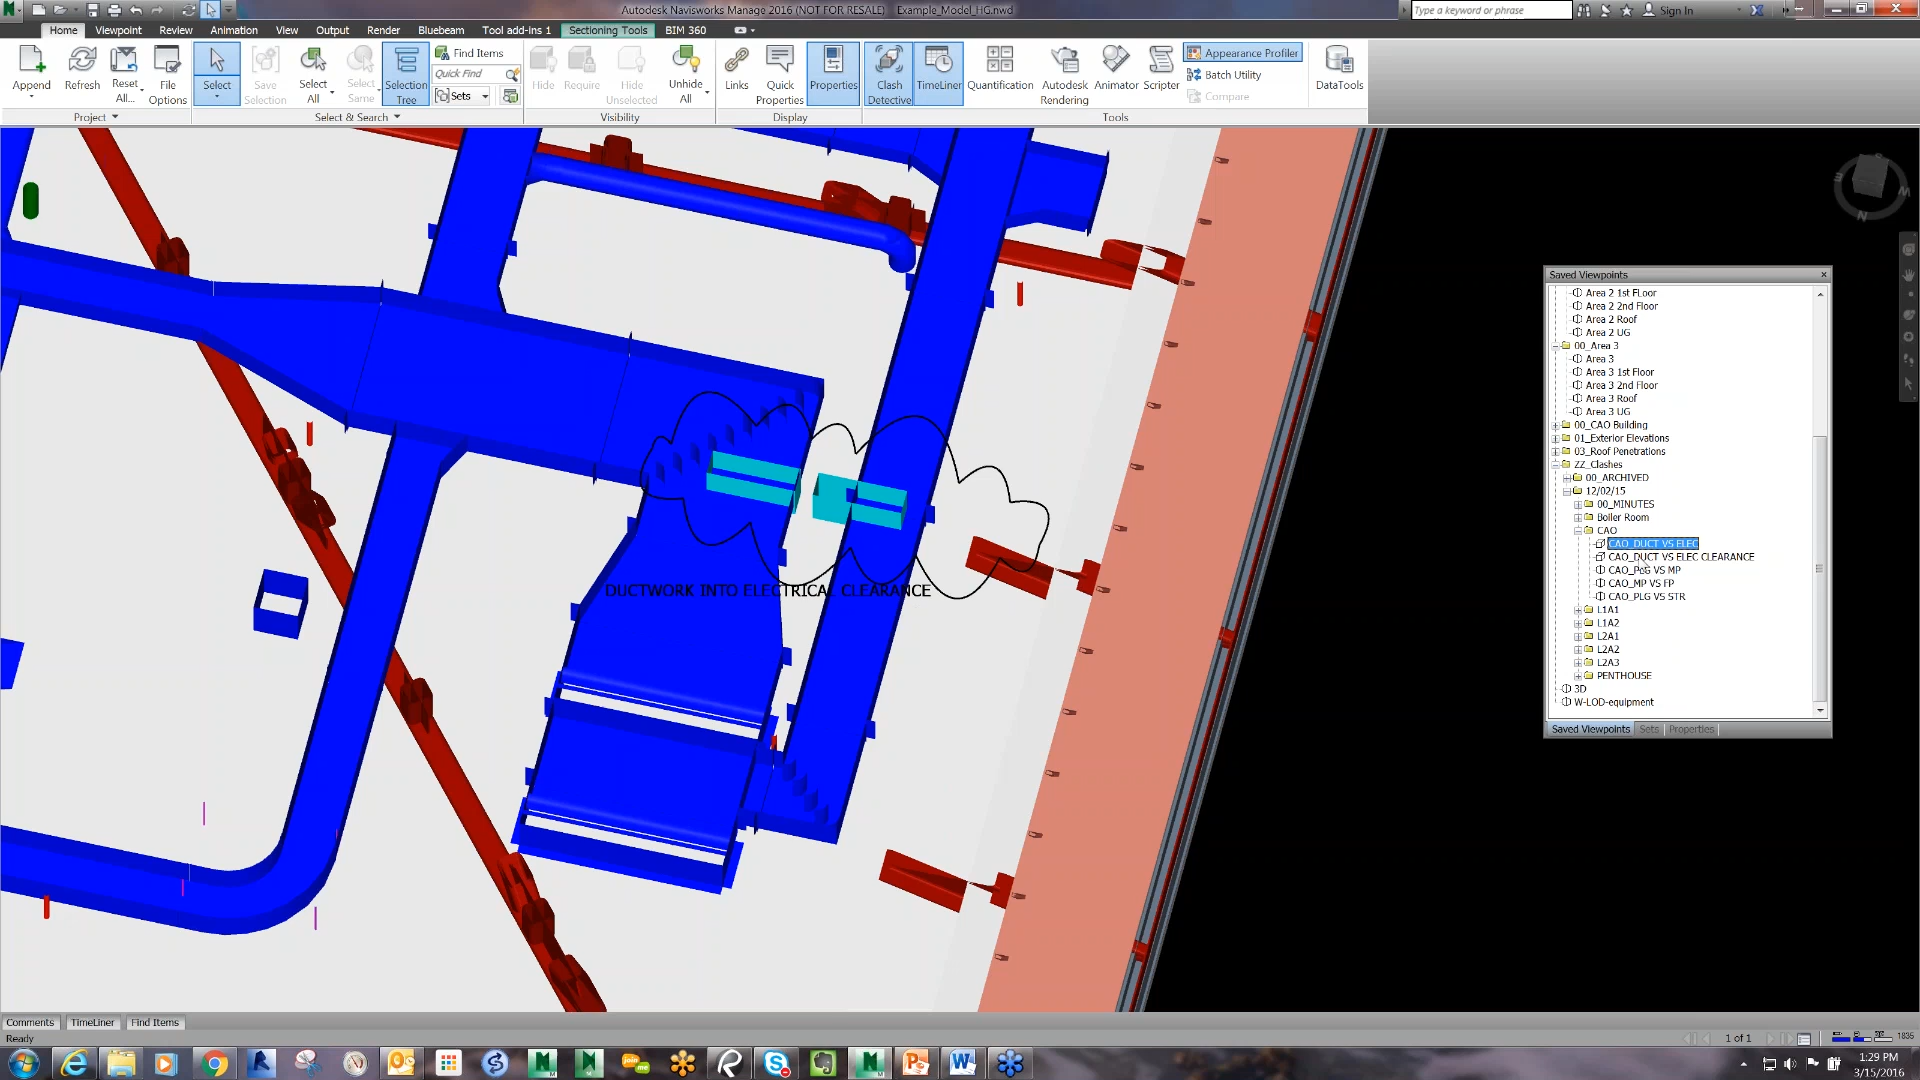 Autodesk Navisworks Manage 2016 (NOT FOR RESALE) Example_Model_HG.nwd
Type a keyword or phrase
Sign In
Home Viewpoint Review Animation View Output Render Bluebeam Tool add-ins 1 Sectioning Tools BIM 360
Append
Refresh
Reset All...
File Options
Project
Select
Save Selection
Select All
Select Same
Selection Tree
Find Items
Quick Find
Sets
Select & Search
Hide
Require
Hide Unselected
Unhide All
Visibility
Links
Quick Properties
Properties
Display
Clash Detective
TimeLiner
Quantification
Autodesk Rendering
Animator
Scripter
Appearance Profiler
Batch Utility
Compare
DataTools
Tools
DUCTWORK INTO ELECTRICAL CLEARANCE
N
Saved Viewpoints
Area 2 1st FLoor
Area 2 2nd Floor
Area 2 Roof
Area 2 UG
00_Area 3
Area 3
Area 3 1st Floor
Area 3 2nd Floor
Area 3 Roof
Area 3 UG
00_CAO Building
01_Exterior Elevations
03_Roof Penetrations
ZZ_Clashes
00_ARCHIVED
12/02/15
00_MINUTES
Boiler Room
CAO
CAO_DUCT VS ELEC
CAO_DUCT VS ELEC CLEARANCE
CAO_PLG VS MP
CAO_MP VS FP
CAO_PLG VS STR
L1A1
L1A2
L2A1
L2A2
L2A3
PENTHOUSE
3D
W-LOD-equipment
Saved Viewpoints Sets Properties
Comments TimeLiner Find Items
Ready
1 of 1
1835
1:29 PM
3/15/2016